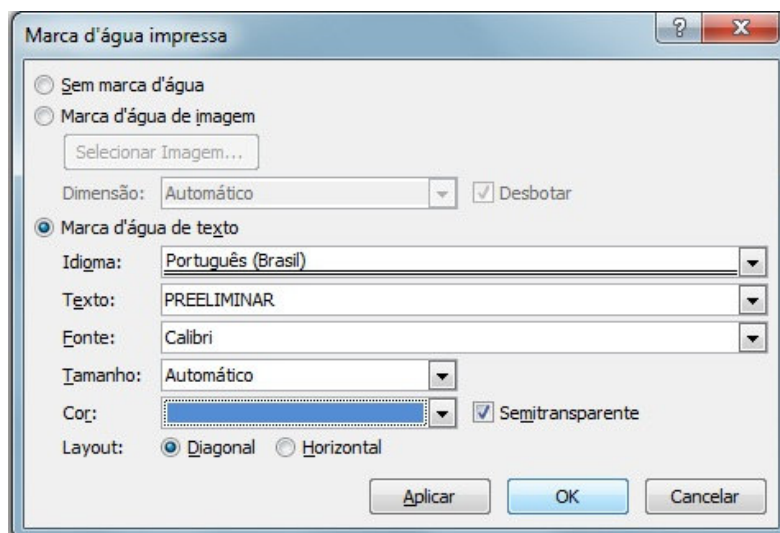 Marca d'água impressa
Sem marca d'água
Marca d'água de imagem
Selecionar Imagem...
Dimensão: Automático Desbotar
Marca d'água de texto
Idioma: Português (Brasil)
Texto: PREELIMINAR
Fonte: Calibri
Tamanho: Automático
Cor: Semitransparente
Layout: Diagonal Horizontal
Aplicar OK Cancelar